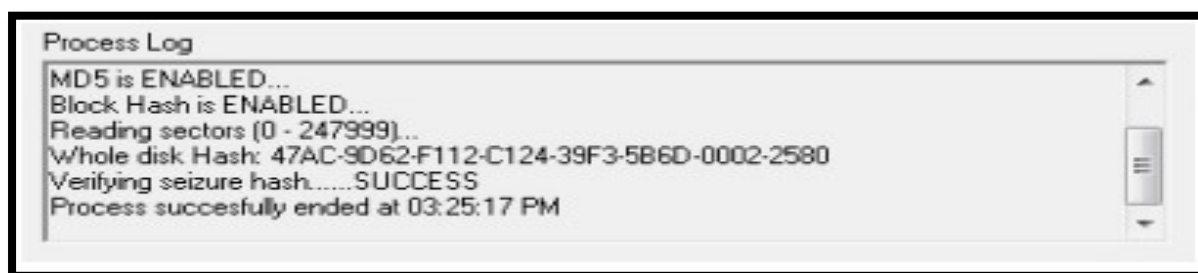 Process Log
MD5 is ENABLED...
Block Hash is ENABLED...
Reading sectors (0 - 247999)...
Whole disk Hash: 47AC-9D62-F112-C124-39F3-5B6D-0002-2580
Verifying seizure hash......SUCCESS
Process succesfully ended at 03:25:17 PM